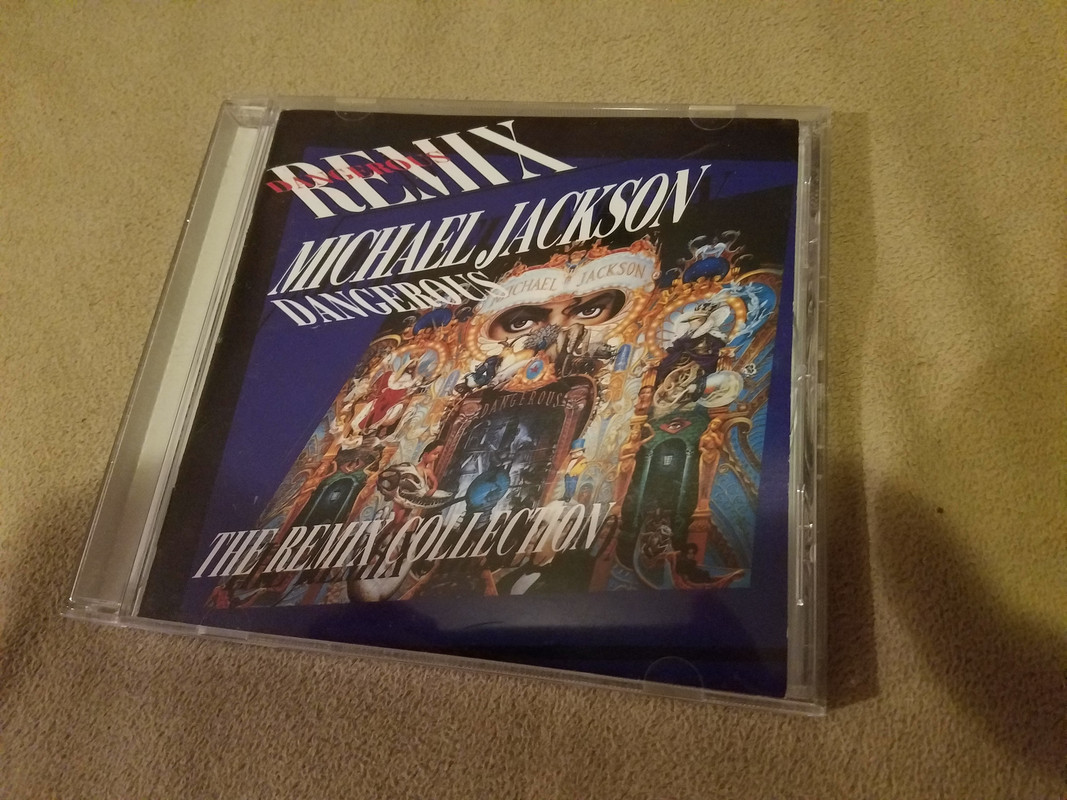 REMIX
DANGEROUS
MICHAEL JACKSON
DANGEROUS
MICHAEL JACKSON
DANGEROUS
THE REMIX COLLECTION